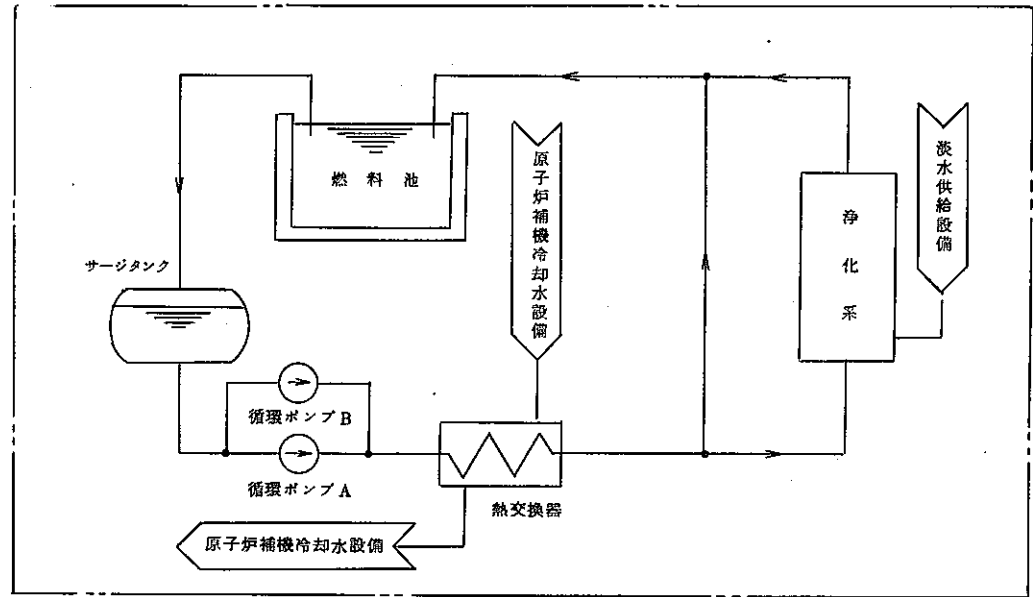 燃料池
原子炉補機冷却水設備
淡水供給設備
浄化系
サージタンク
循環ポンプB
循環ポンプA
熱交換器
原子炉補機冷却水設備